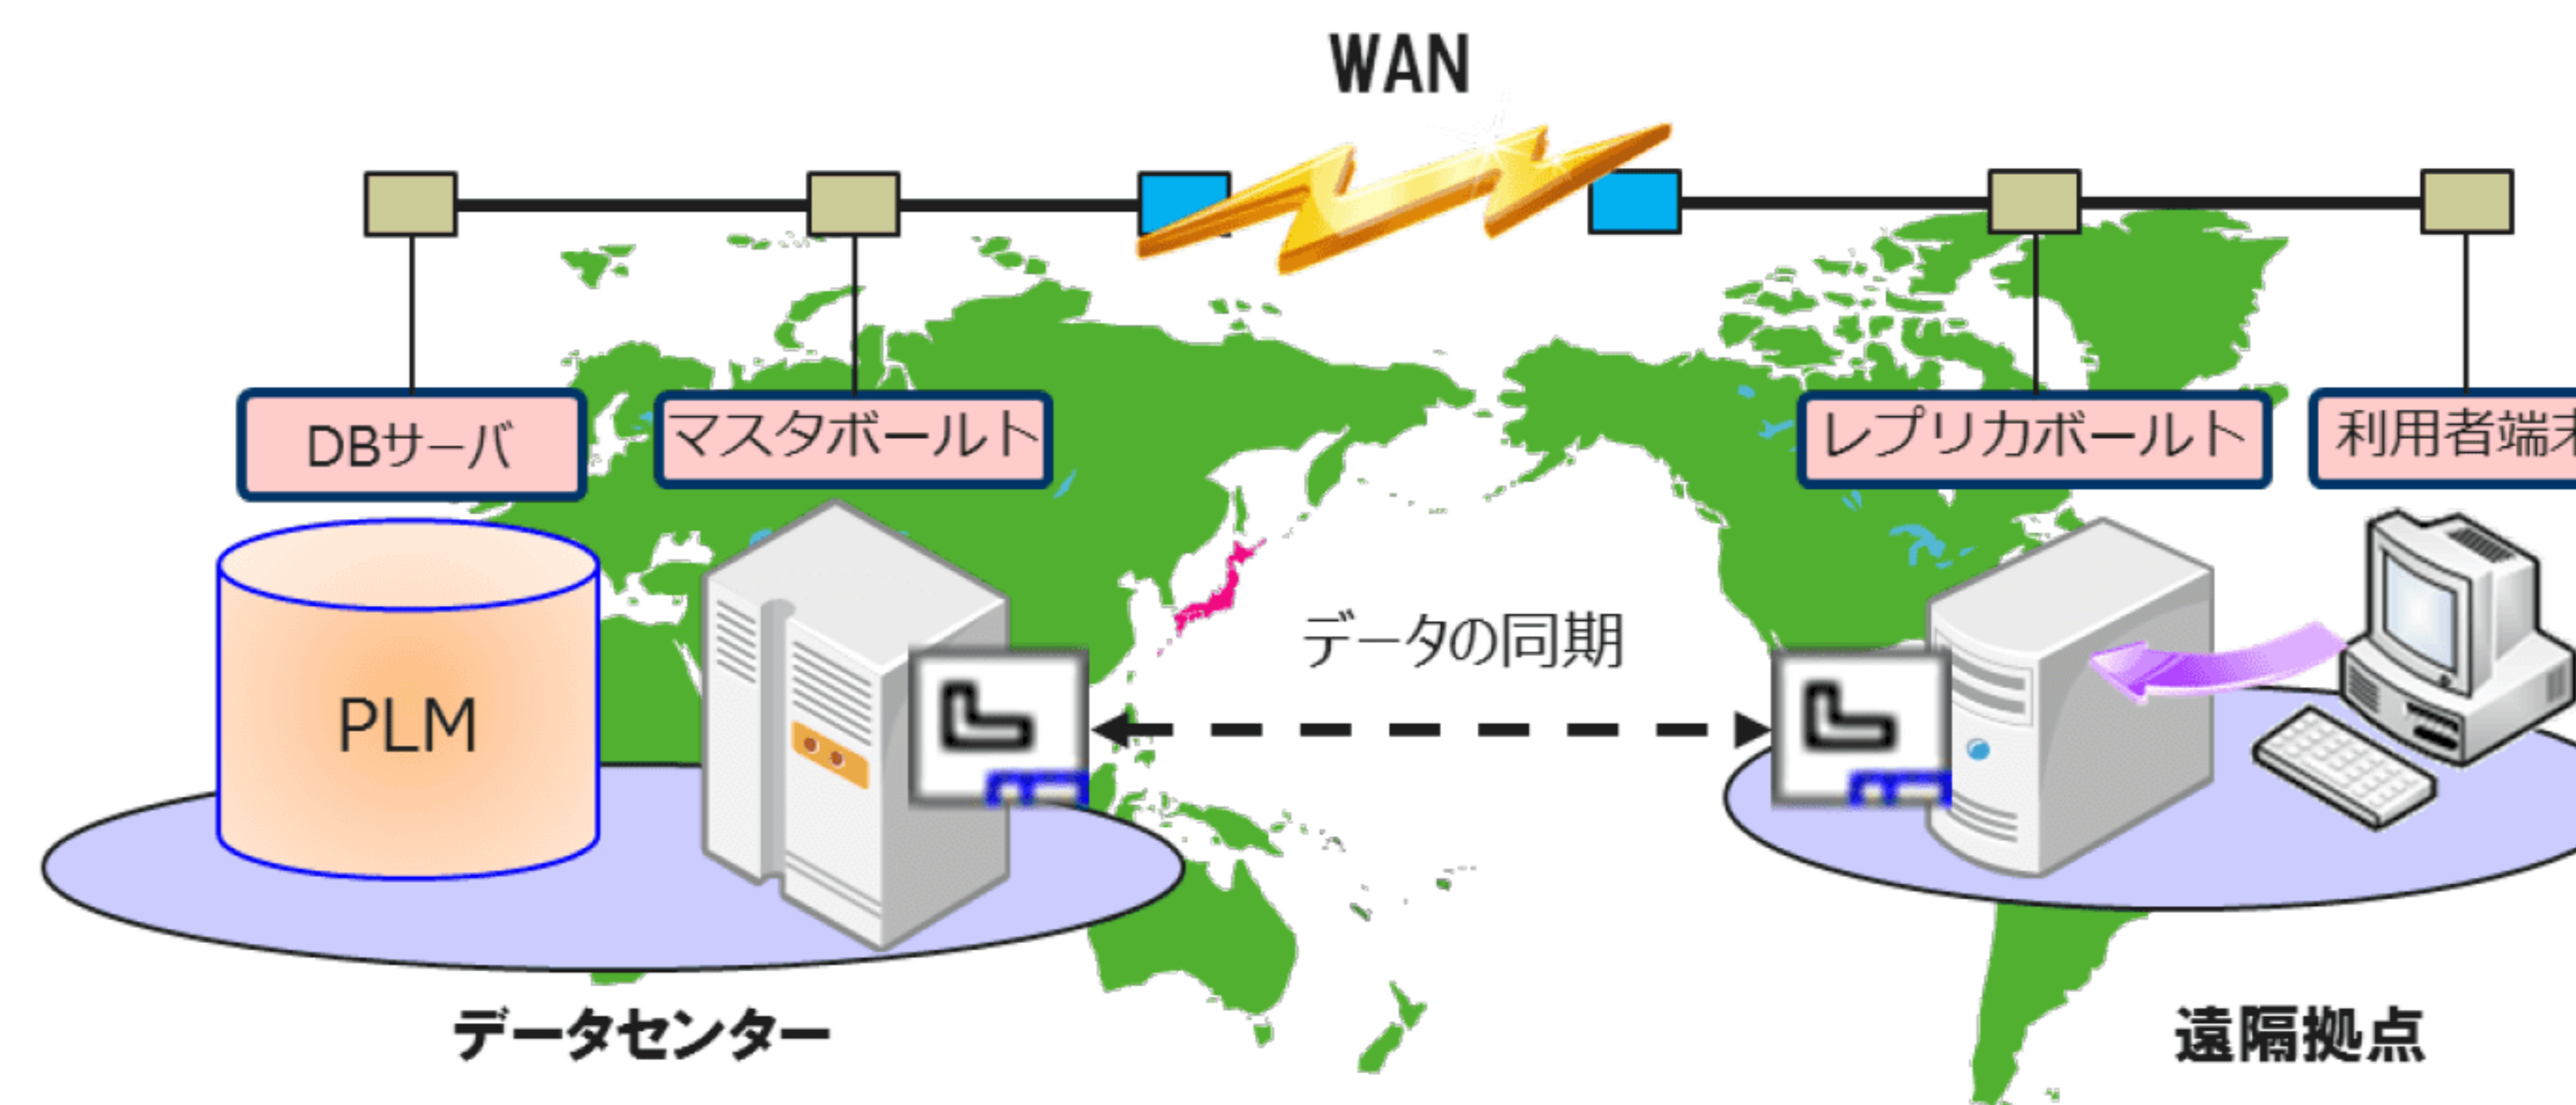 WAN
DBサーバ
マスタボールト
レプリカボールト
利用者端末
PLM
データの同期
データセンター
遠隔拠点